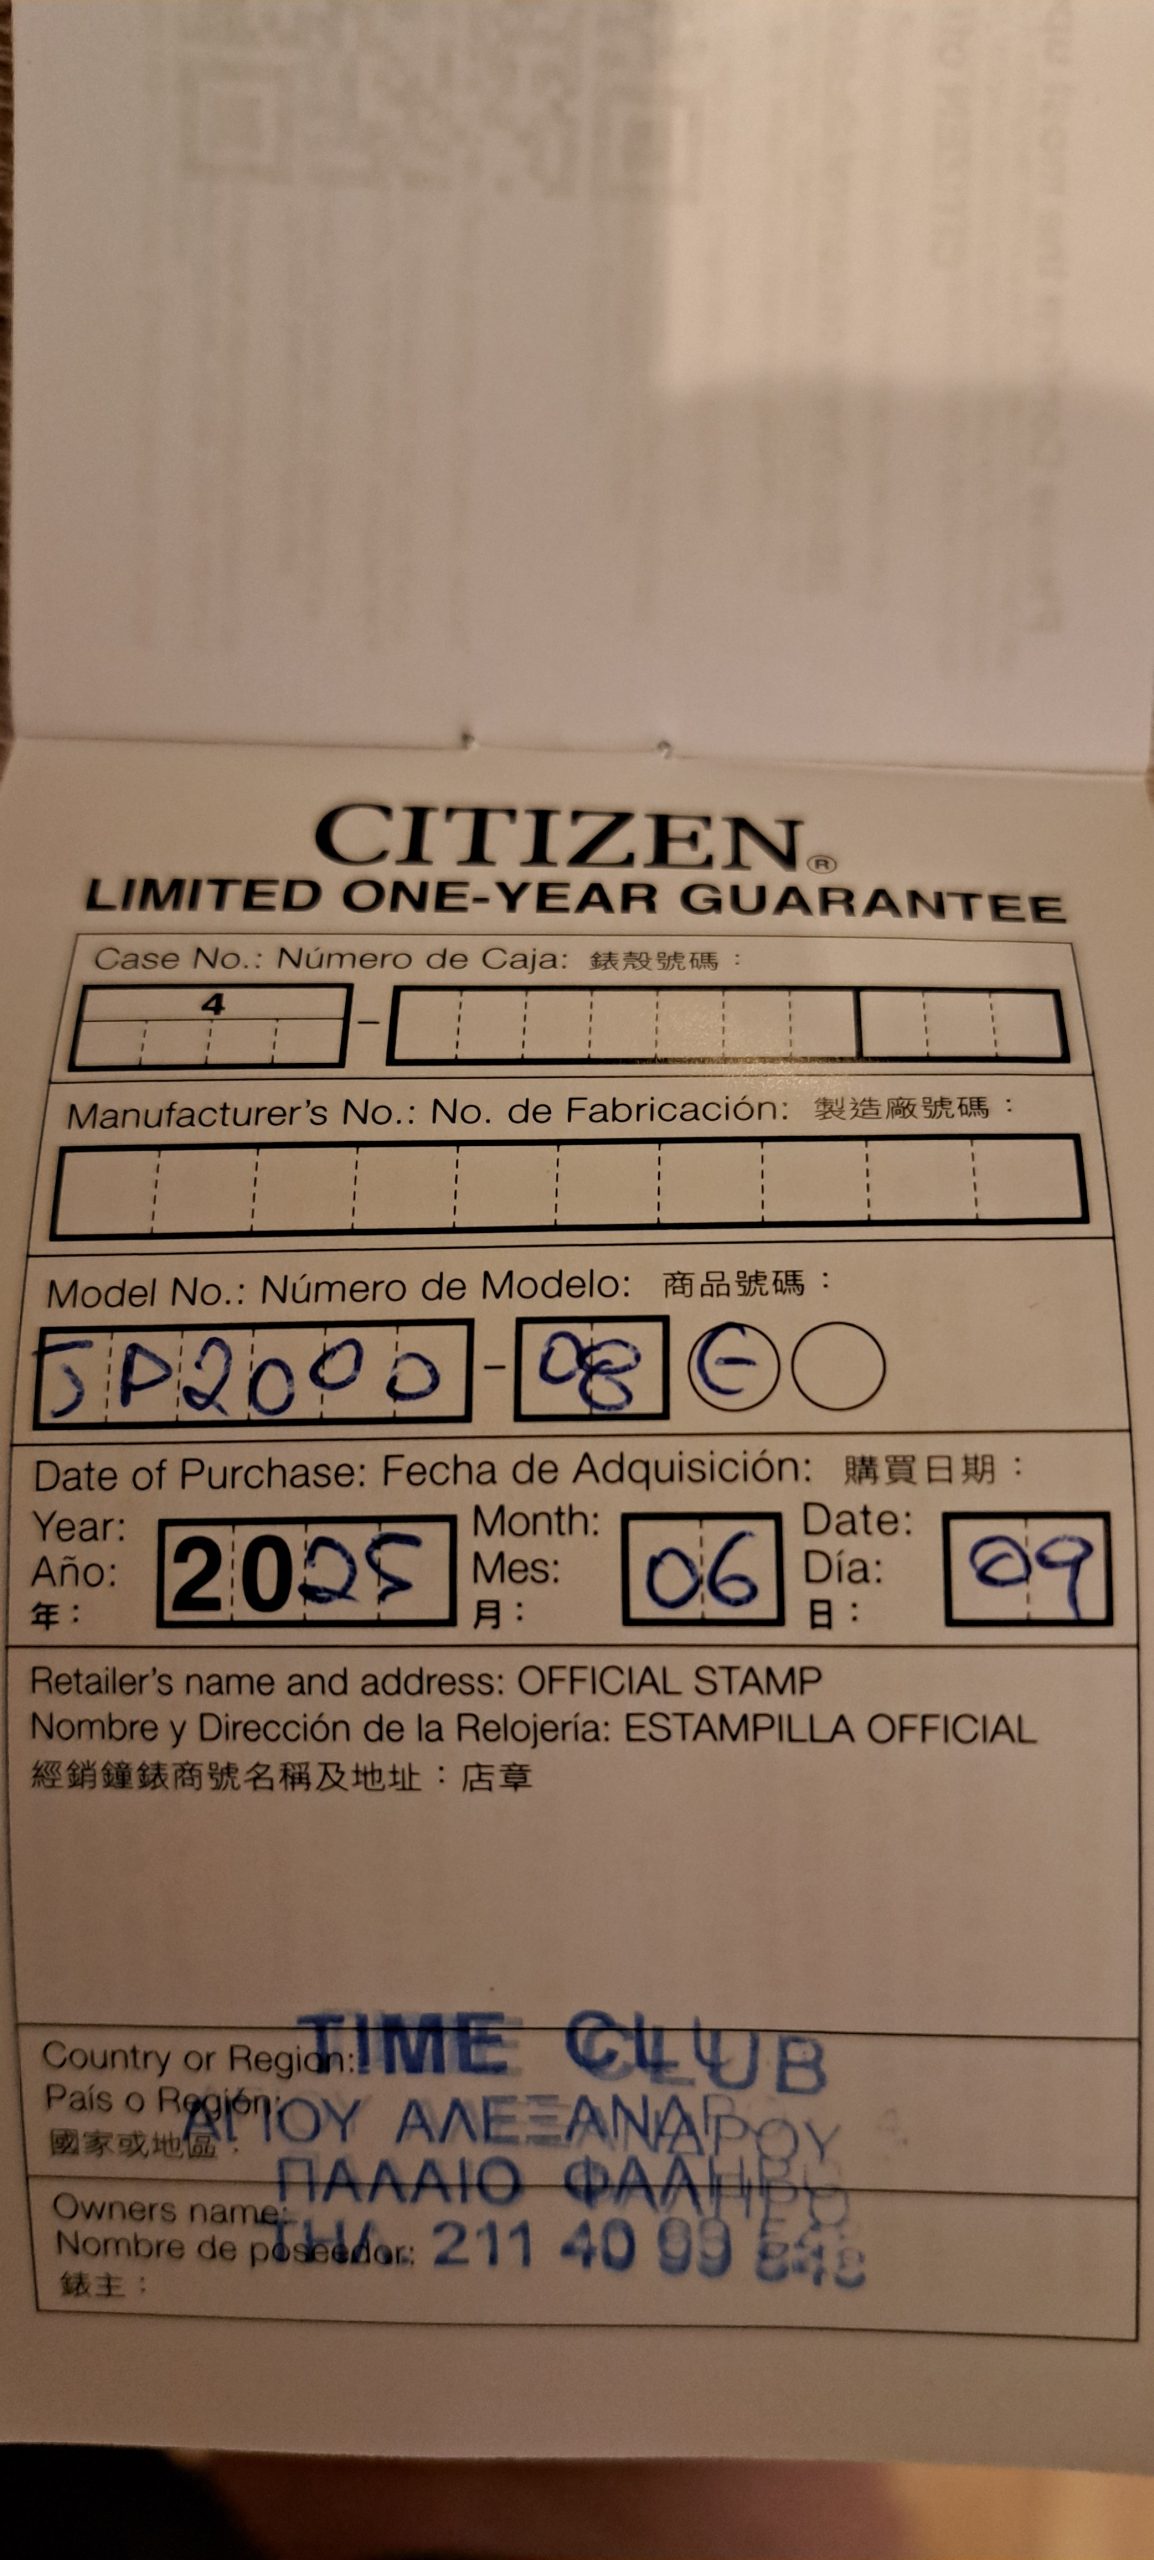 CITIZEN®
LIMITED ONE-YEAR GUARANTEE
Case No.: Número de Caja: 錶殼號碼：
4 –
Manufacturer's No.: No. de Fabricación: 製造廠號碼：
Model No.: Número de Modelo: 商品號碼：
JP2000 – 08 E
Date of Purchase: Fecha de Adquisición: 購買日期：
Year: Año: 年： 2025 Month: Mes: 月： 06 Date: Día: 日： 09
Retailer's name and address: OFFICIAL STAMP
Nombre y Dirección de la Relojería: ESTAMPILLA OFFICIAL
經銷鐘錶商號名稱及地址：店章
TIME CLUB
Country or Region:
País o Región:
ΑΓΙΟΥ ΑΛΕΞΑΝΔΡΟΥ
國家或地區：
ΠΑΛΑΙΟ ΦΑΛΗΡΟ
Owners name:
Nombre de poseedor:
ΤΗΛ. 211 40 99
錶主：